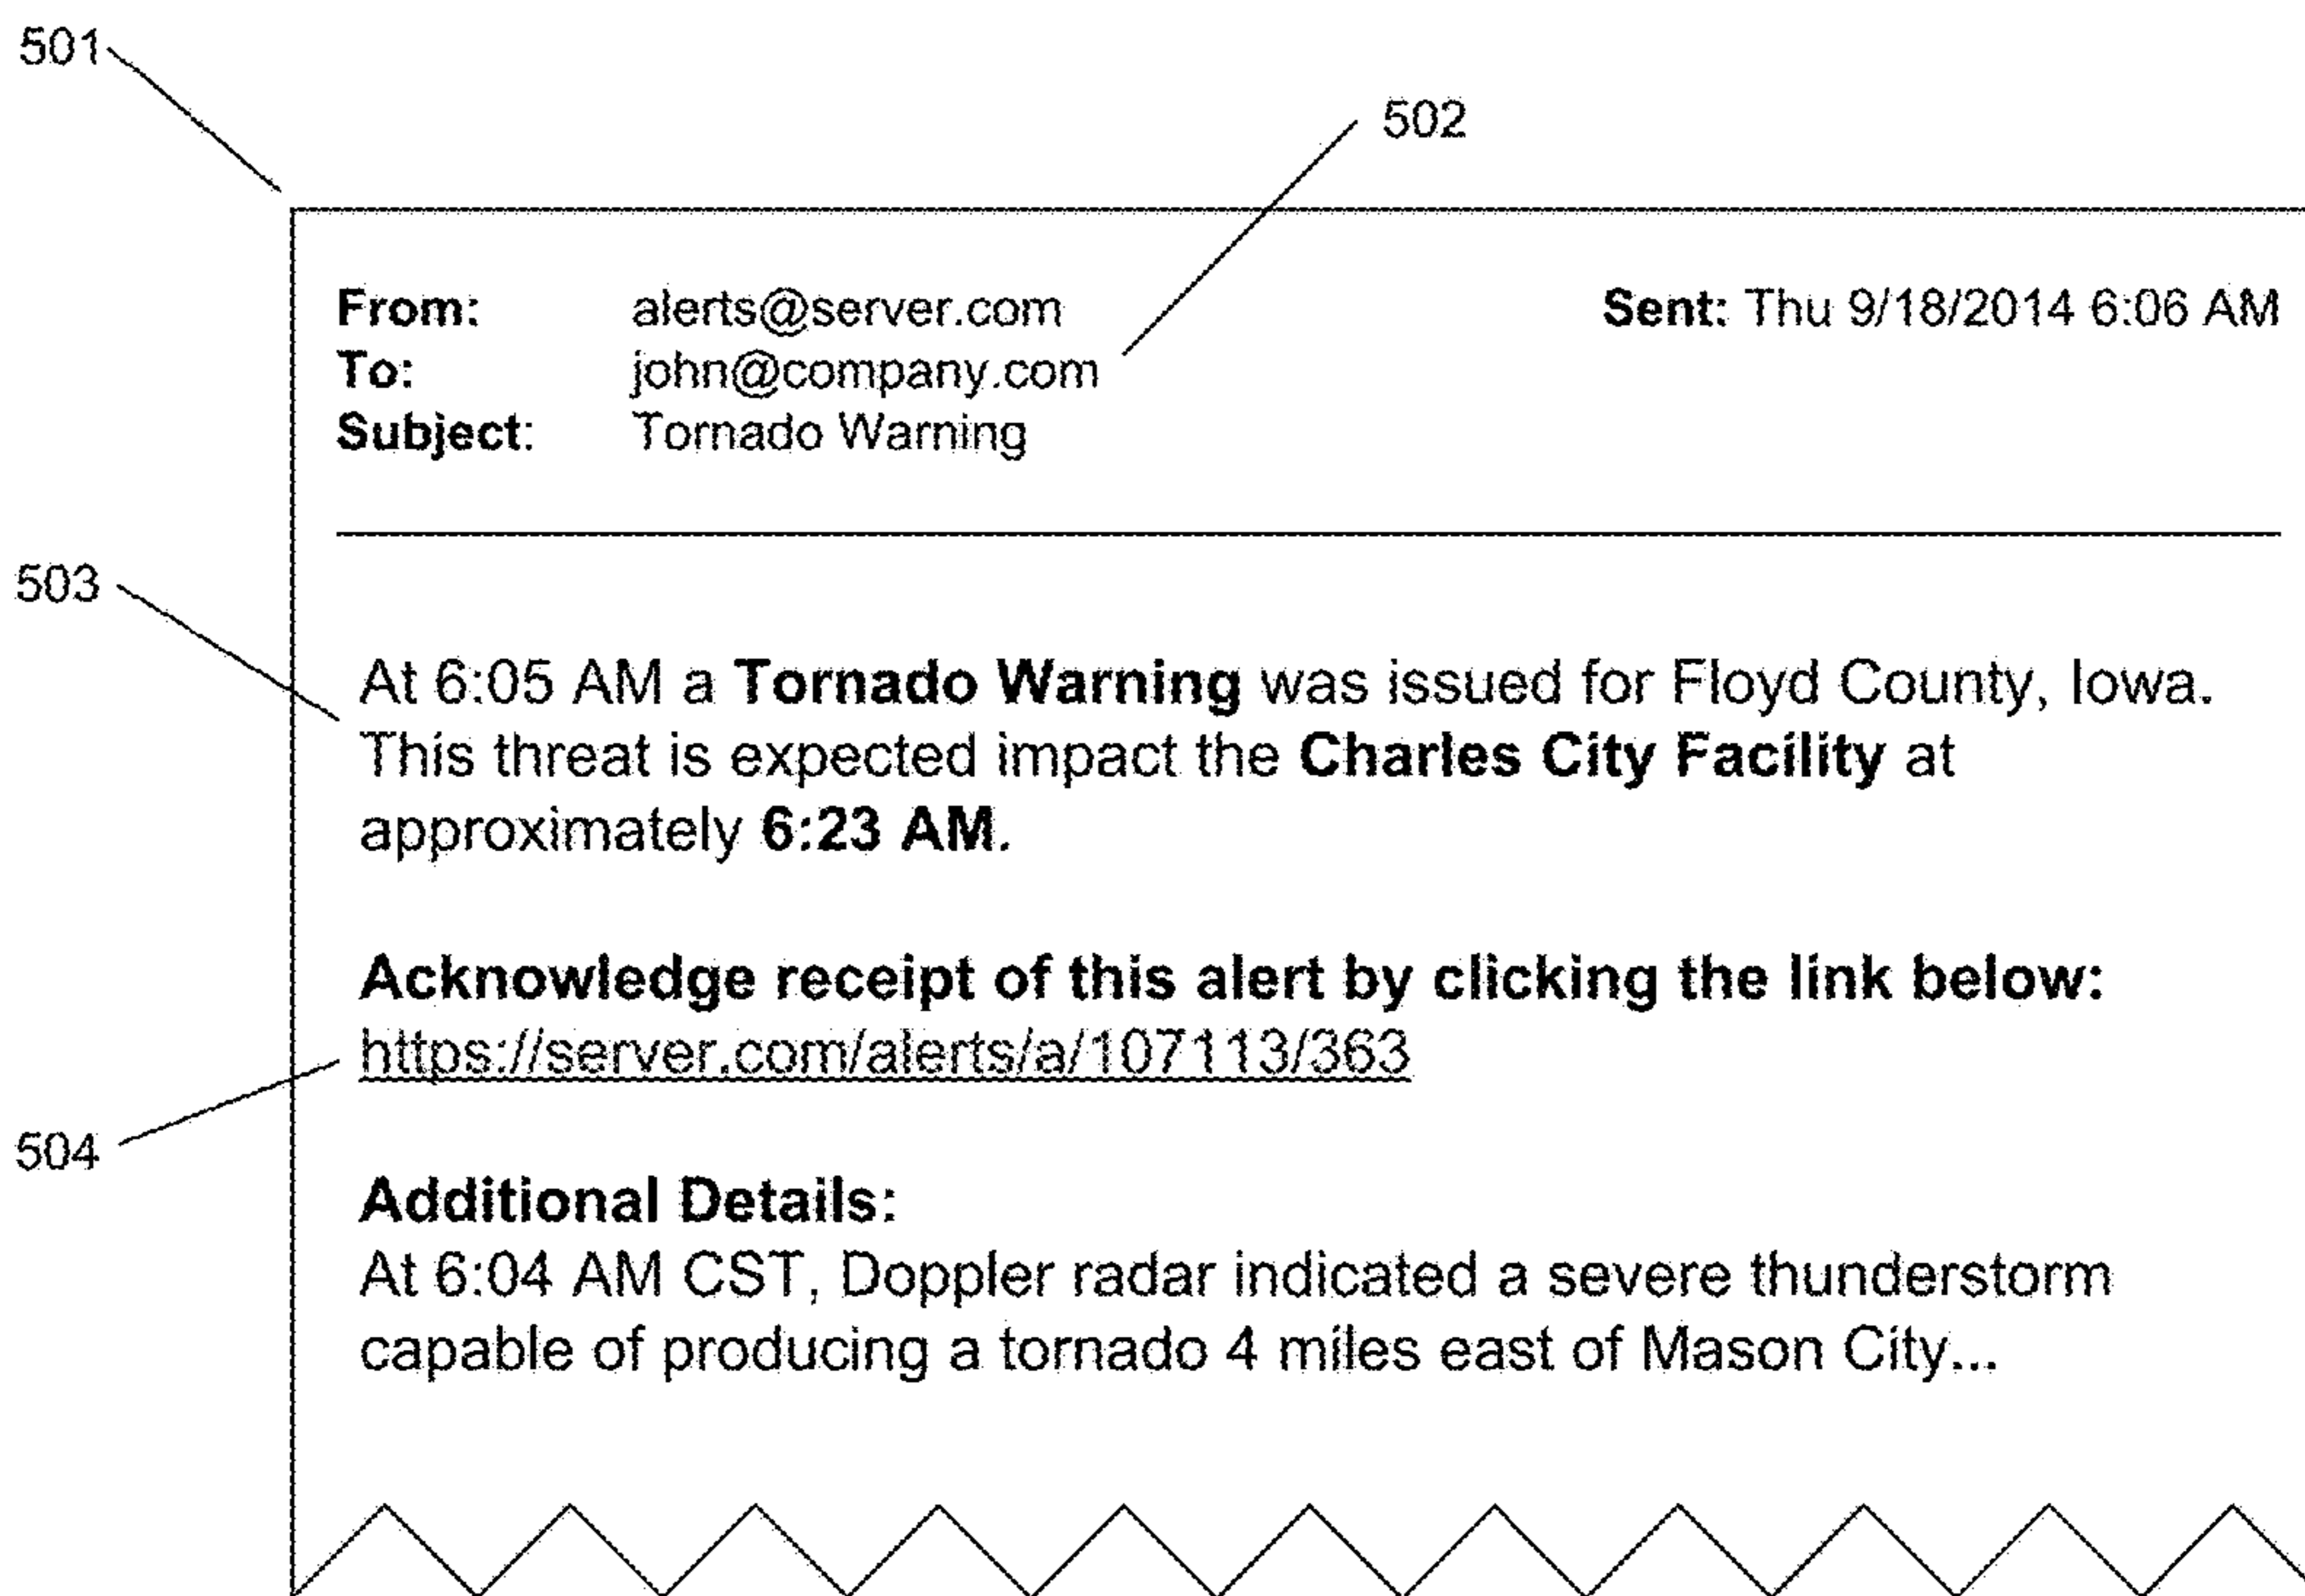 501
502
From: alerts@server.com Sent: Thu 9/18/2014 6:06 AM
To: john@company.com
Subject: Tornado Warning
503
At 6:05 AM a Tornado Warning was issued for Floyd County, Iowa.
This threat is expected impact the Charles City Facility at
approximately 6:23 AM.
Acknowledge receipt of this alert by clicking the link below:
https://server.com/alerts/a/107113/363
504
Additional Details:
At 6:04 AM CST, Doppler radar indicated a severe thunderstorm
capable of producing a tornado 4 miles east of Mason City...